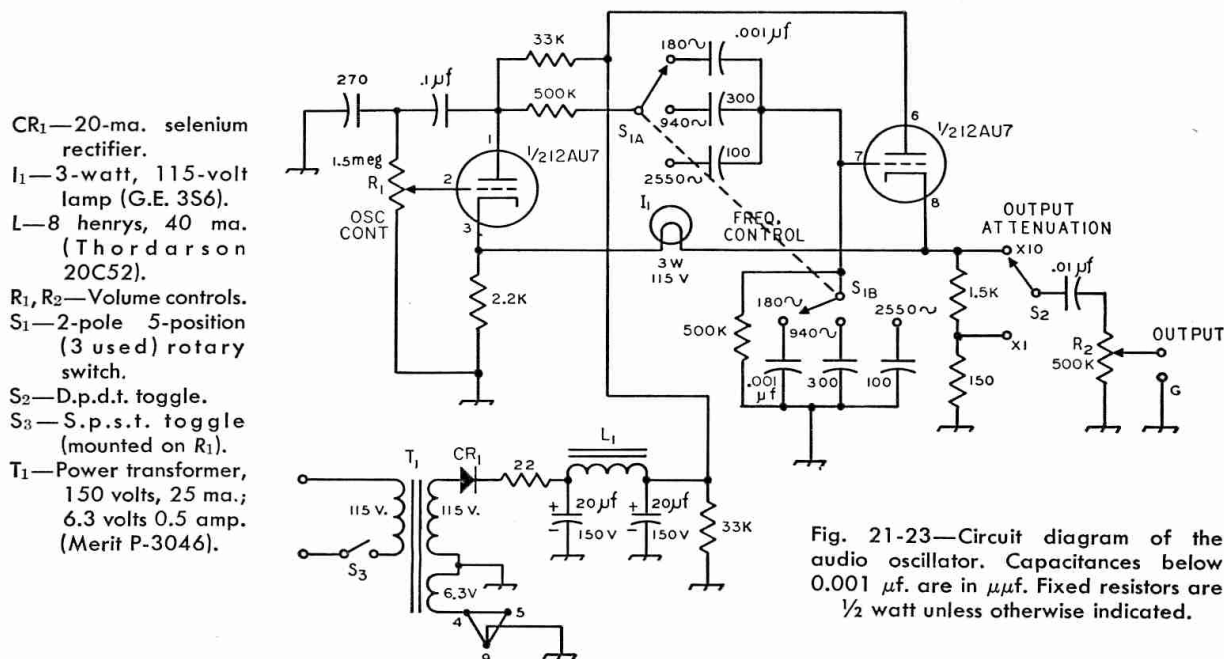 CR₁—20-ma. selenium
rectifier.
I₁—3-watt, 115-volt
lamp (G.E. 3S6).
L—8 henrys, 40 ma.
(Thordarson
20C52).
R₁, R₂—Volume controls.
S₁—2-pole 5-position
(3 used) rotary
switch.
S₂—D.p.d.t. toggle.
S₃—S.p.s.t. toggle
(mounted on R₁).
T₁—Power transformer,
150 volts, 25 ma.;
6.3 volts 0.5 amp.
(Merit P-3046).
33K
180~
.001μf
270
.1μf
500K
S1A
940~
300
2550~
100
1
½12AU7
2
3
1.5meg
R₁
OSC
CONT
2.2K
I₁
3W
115 V
FREQ.
CONTROL
½12AU7
6
7
8
S1B
180~
940~
2550~
500K
.001
μf
300
100
OUTPUT
ATTENUATION
X10
S₂
X1
1.5K
150
.01μf
R₂
500K
OUTPUT
G
T₁
115 V.
S₃
115V.
CR₁
22
L₁
+
20μf
-
150V
+
20μf
-
150V
33K
6.3V
4
5
9
Fig. 21-23—Circuit diagram of the
audio oscillator. Capacitances below
0.001 μf. are in μμf. Fixed resistors are
½ watt unless otherwise indicated.